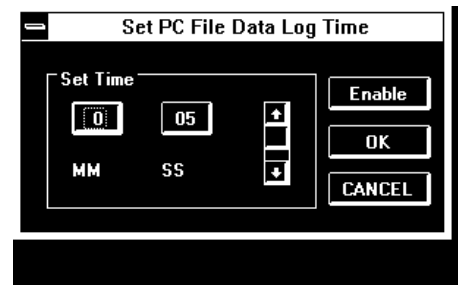 Set PC File Data Log Time
Set Time
Enable
0 05
OK
MM SS
CANCEL